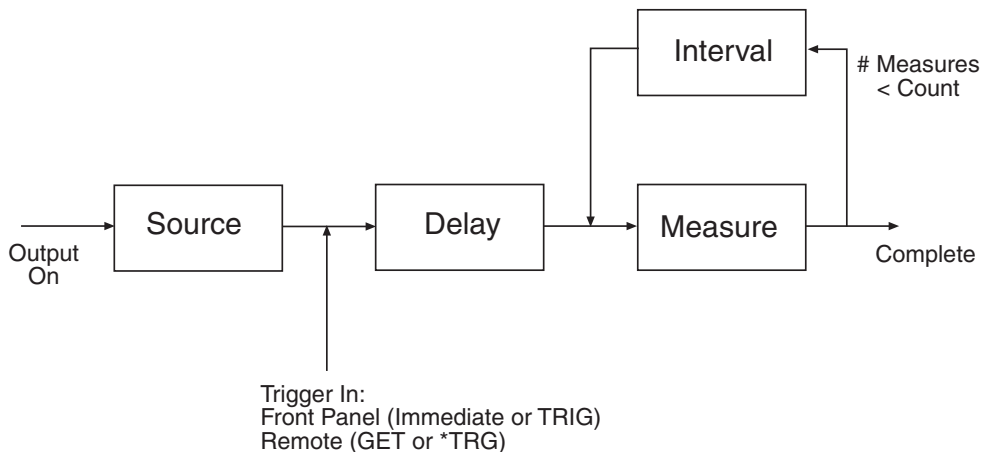 Interval
# Measures
< Count
Source
Delay
Measure
Output
On
Complete
Trigger In:
Front Panel (Immediate or TRIG)
Remote (GET or *TRG)